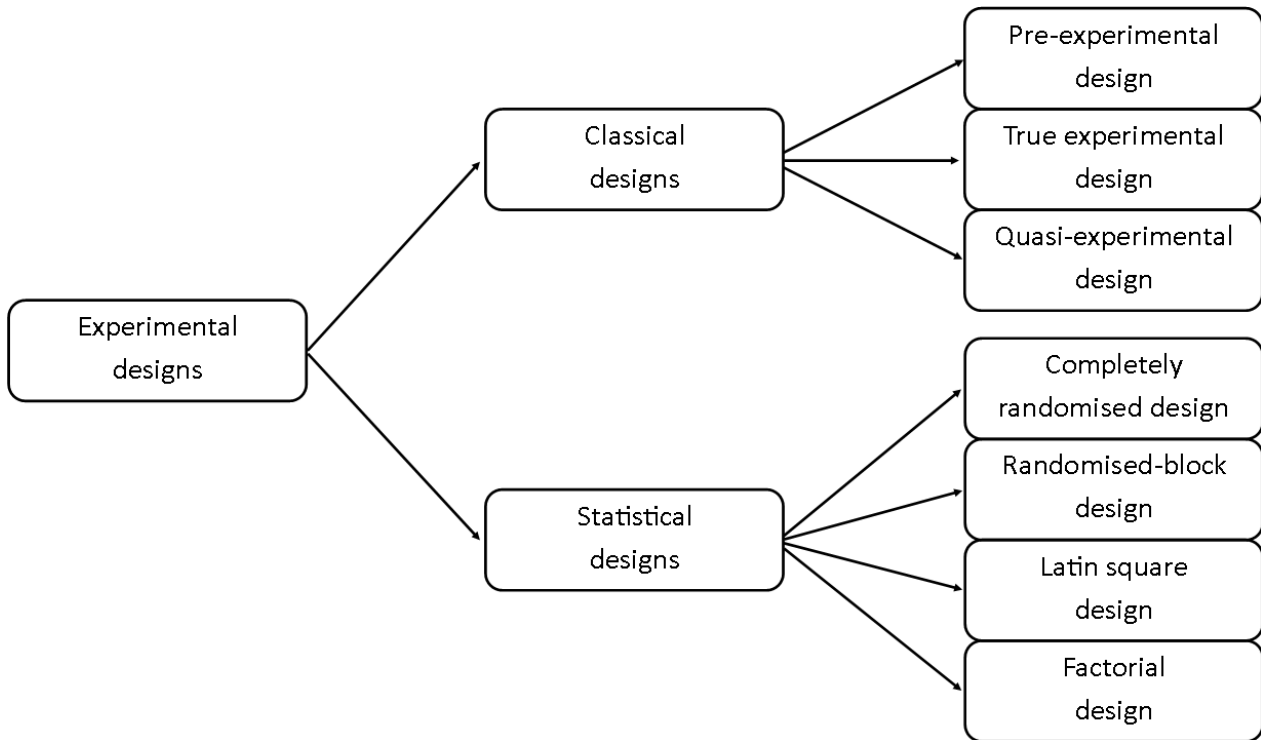 Experimental
designs
Classical
designs
Pre-experimental
design
True experimental
design
Quasi-experimental
design
Statistical
designs
Completely
randomised design
Randomised-block
design
Latin square
design
Factorial
design